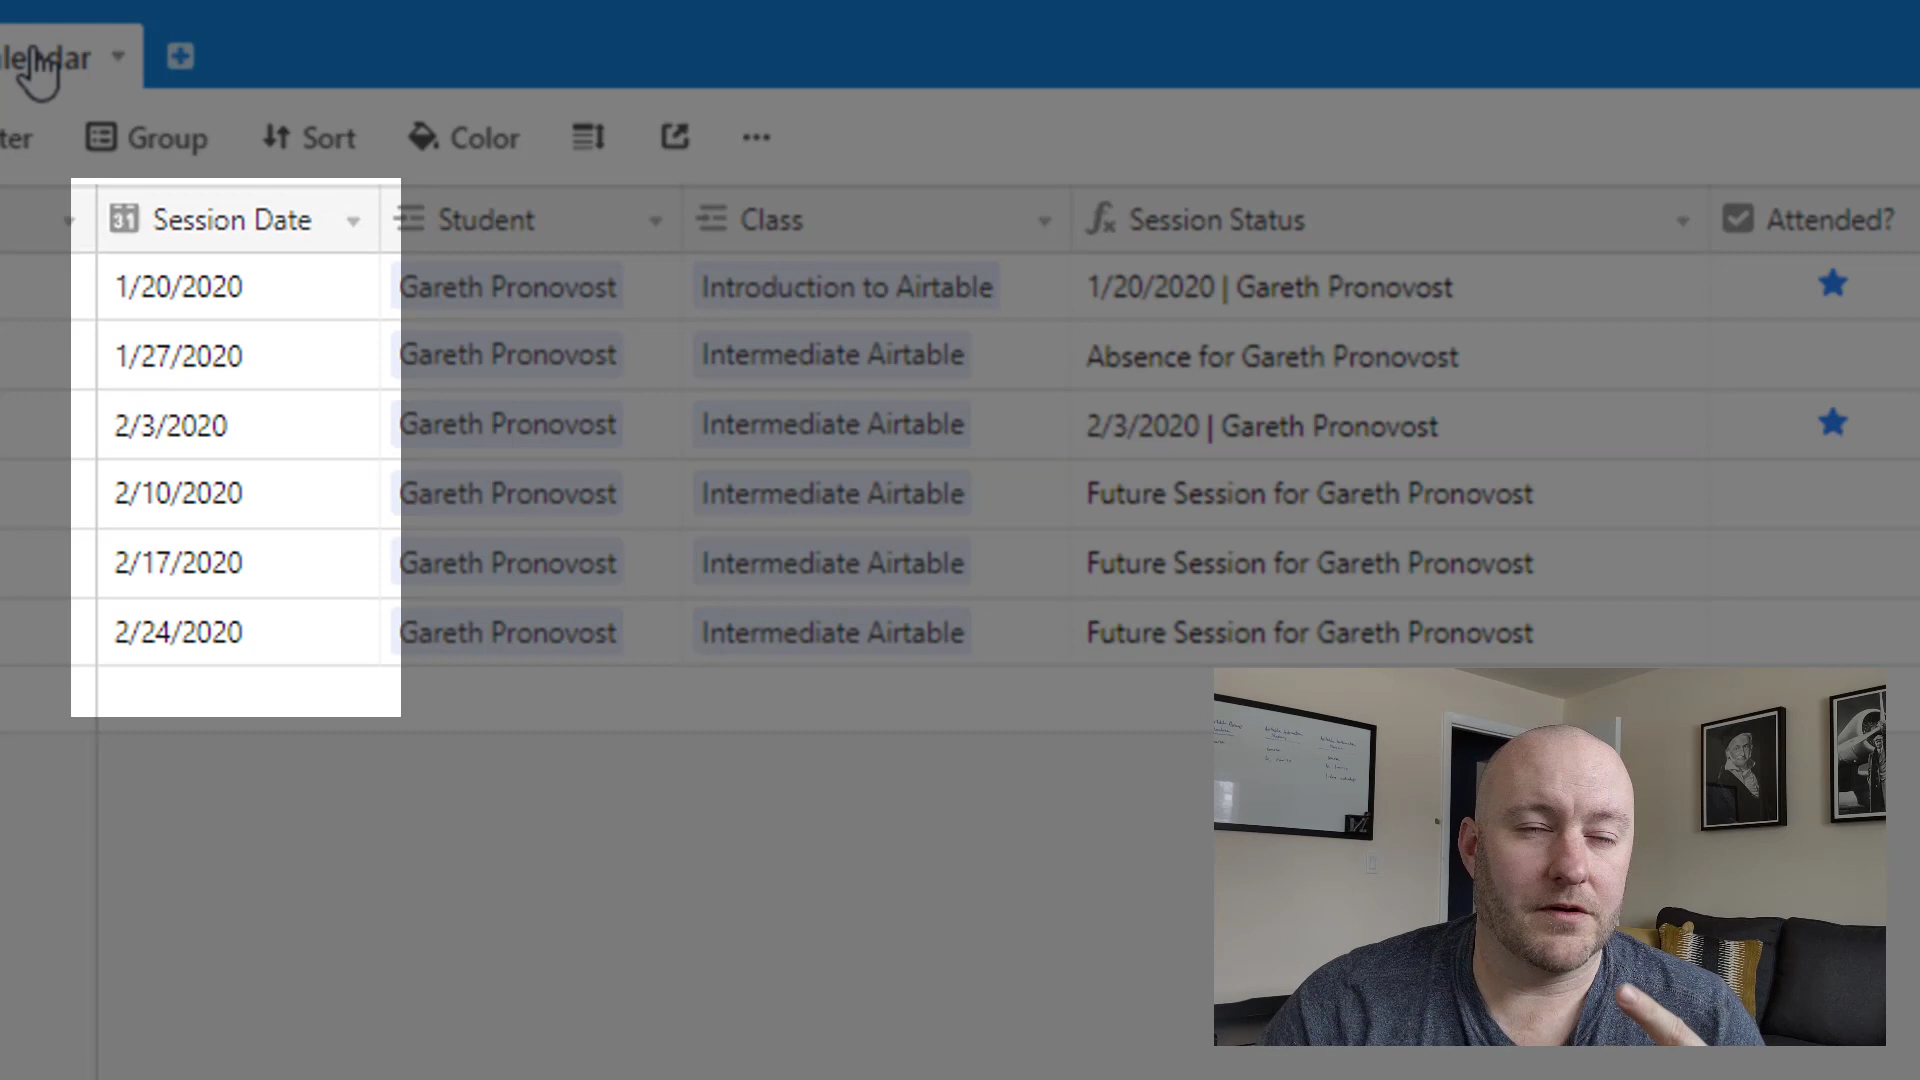 lendar
ter Group Sort Color
31 Session Date Student Class Session Status Attended?
1/20/2020 Gareth Pronovost Introduction to Airtable 1/20/2020 | Gareth Pronovost
1/27/2020 Gareth Pronovost Intermediate Airtable Absence for Gareth Pronovost
2/3/2020 Gareth Pronovost Intermediate Airtable 2/3/2020 | Gareth Pronovost
2/10/2020 Gareth Pronovost Intermediate Airtable Future Session for Gareth Pronovost
2/17/2020 Gareth Pronovost Intermediate Airtable Future Session for Gareth Pronovost
2/24/2020 Gareth Pronovost Intermediate Airtable Future Session for Gareth Pronovost